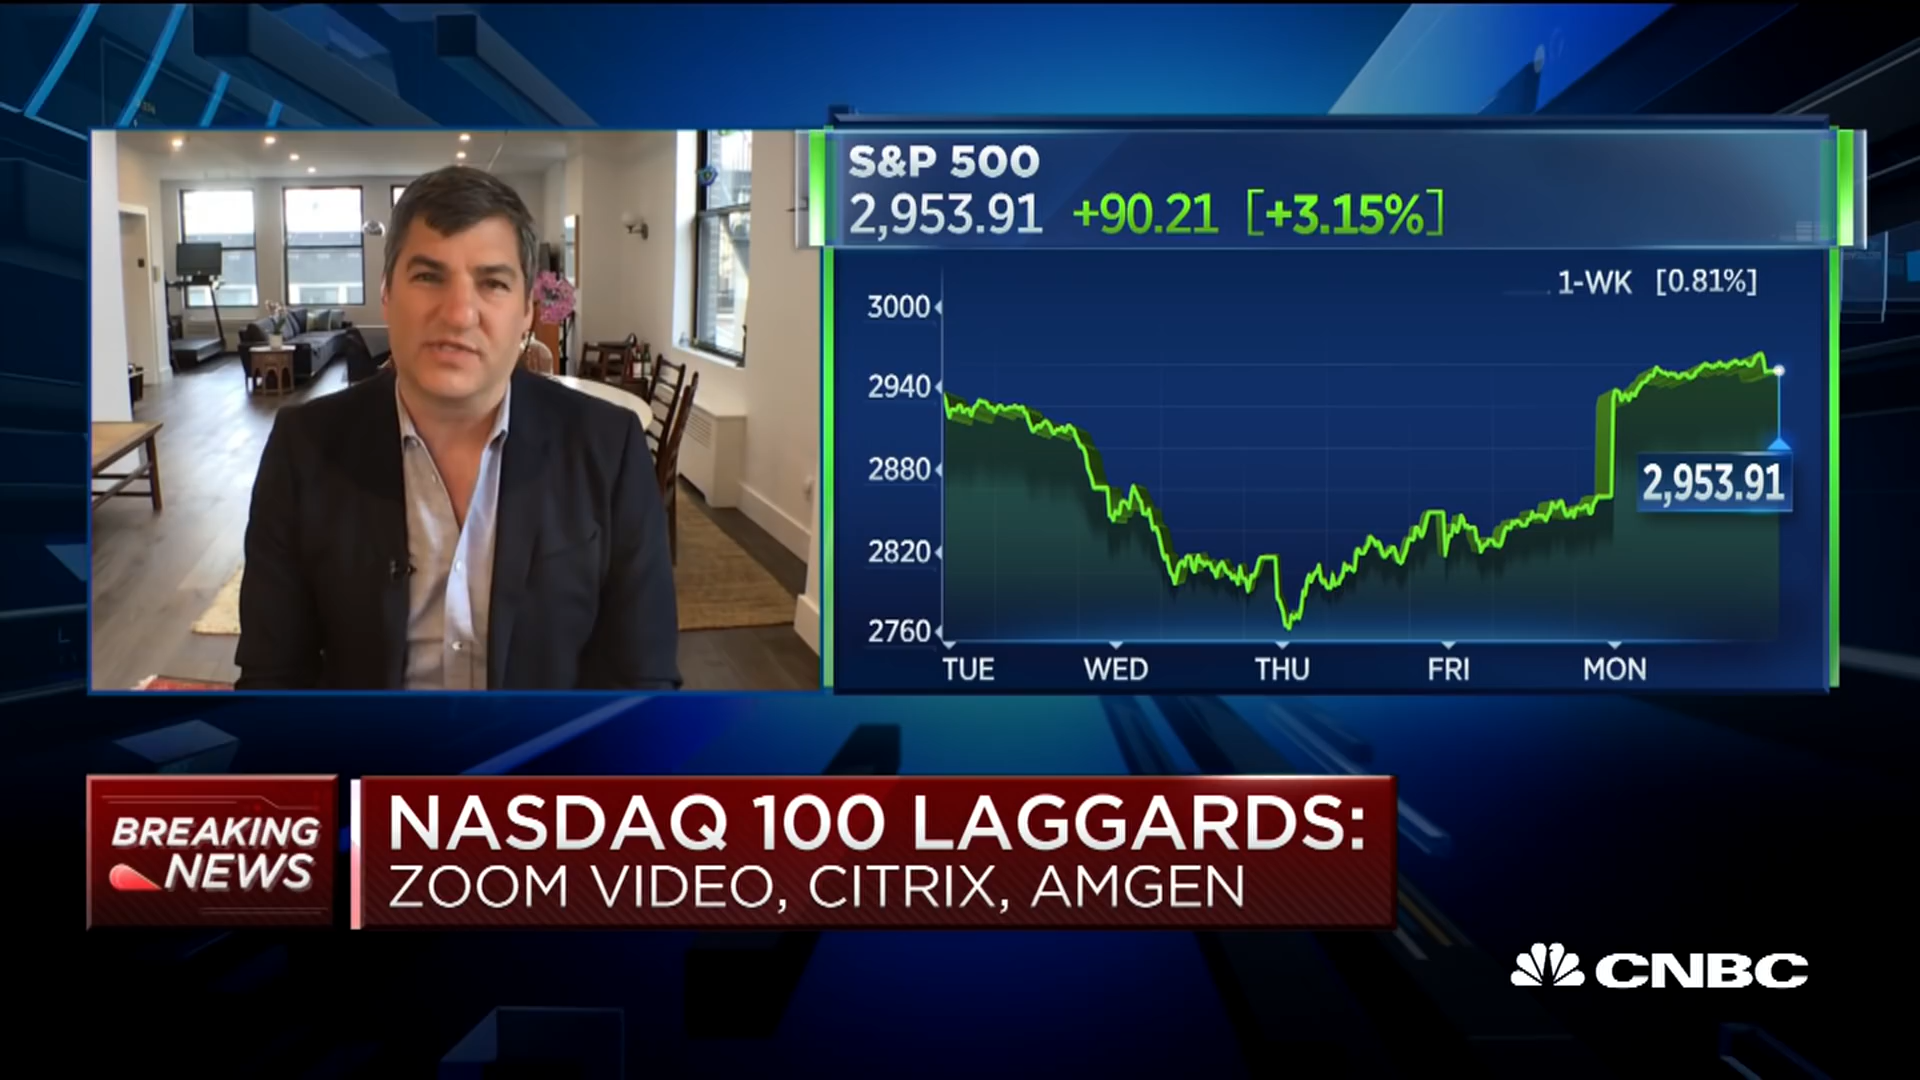 S&P 500
2,953.91 +90.21 [+3.15%]
1-WK [0.81%]
3000
2940
2880
2820
2760
2,953.91
TUE WED THU FRI MON
BREAKING
NEWS
NASDAQ 100 LAGGARDS:
ZOOM VIDEO, CITRIX, AMGEN
CNBC